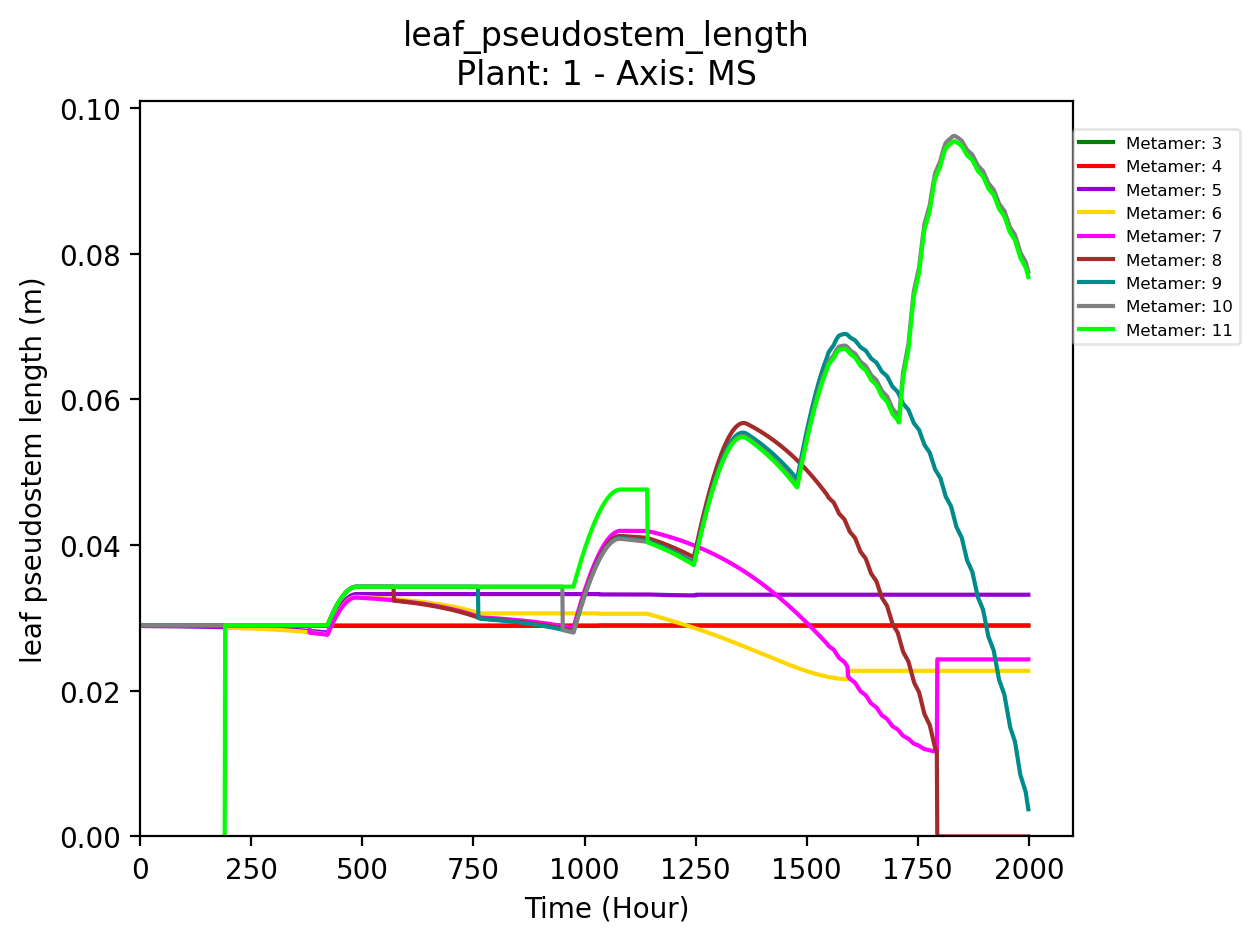 leaf_pseudostem_length
Plant: 1 - Axis: MS
0.10
0.08
0.06
0.04
0.02
0.00
leaf pseudostem length (m)
Metamer: 3
Metamer: 4
Metamer: 5
Metamer: 6
Metamer: 7
Metamer: 8
Metamer: 9
Metamer: 10
Metamer: 11
0 250 500 750 1000 1250 1500 1750 2000
Time (Hour)